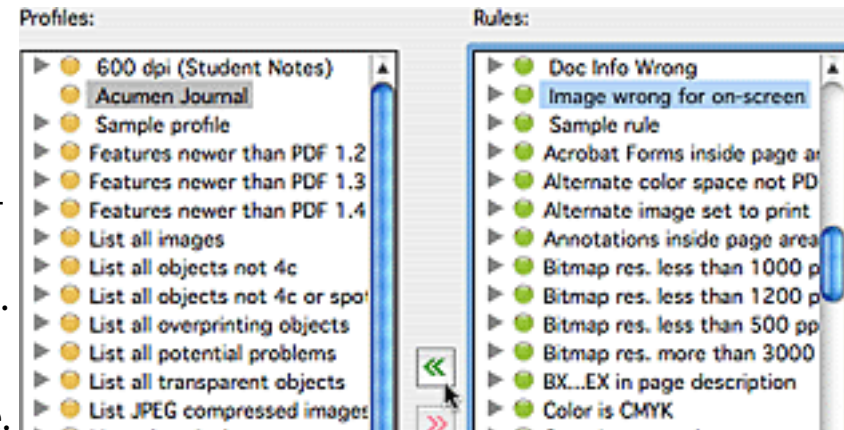 Profiles:
600 dpi (Student Notes)
Acumen Journal
Sample profile
Features newer than PDF 1.2
Features newer than PDF 1.3
Features newer than PDF 1.4
List all images
List all objects not 4c
List all objects not 4c or spot
List all overprinting objects
List all potential problems
List all transparent objects
List JPEG compressed images
Rules:
Doc Info Wrong
Image wrong for on-screen
Sample rule
Acrobat Forms inside page ar
Alternate color space not PD
Alternate image set to print
Annotations inside page area
Bitmap res. less than 1000 p
Bitmap res. less than 1200 p
Bitmap res. less than 500 pp
Bitmap res. more than 3000
BX...EX in page description
Color is CMYK